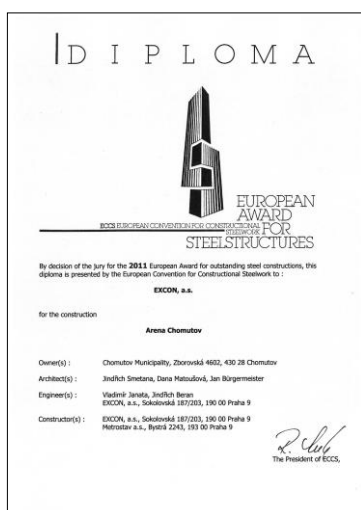 DIPLOMA
EUROPEAN
AWARD
ECCS EUROPEAN CONVENTION FOR CONSTRUCTIONAL STEELWORK
FOR
STEELSTRUCTURES
By decision of the jury for the 2011 European Award for outstanding steel constructions, this
diploma is presented by the European Convention for Constructional Steelwork to :
EXCON, a.s.
for the construction
Arena Chomutov
Owner(s) : Chomutov Municipality, Zborovská 4602, 430 28 Chomutov
Architect(s) : Jindřich Smetana, Dana Matoušová, Jan Bürgermeister
Engineer(s) : Vladimír Janata, Jindřich Beran
EXCON, a.s., Sokolovská 187/203, 190 00 Praha 9
Constructor(s) : EXCON, a.s., Sokolovská 187/203, 190 00 Praha 9
Metrostav a.s., Bystrá 2243, 193 00 Praha 9
The President of ECCS,